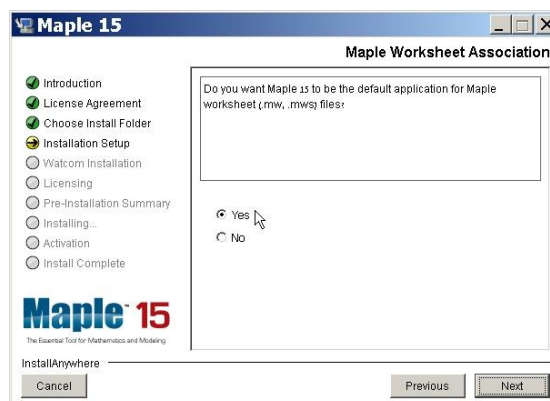 Maple 15
Maple Worksheet Association
Introduction
License Agreement
Choose Install Folder
Installation Setup
Watcom Installation
Licensing
Pre-Installation Summary
Installing...
Activation
Install Complete
Do you want Maple 15 to be the default application for Maple
worksheet (.mw, .mws) files?
Yes
No
Maple™ 15
The Essential Tool for Mathematics and Modeling
InstallAnywhere
Cancel
Previous
Next